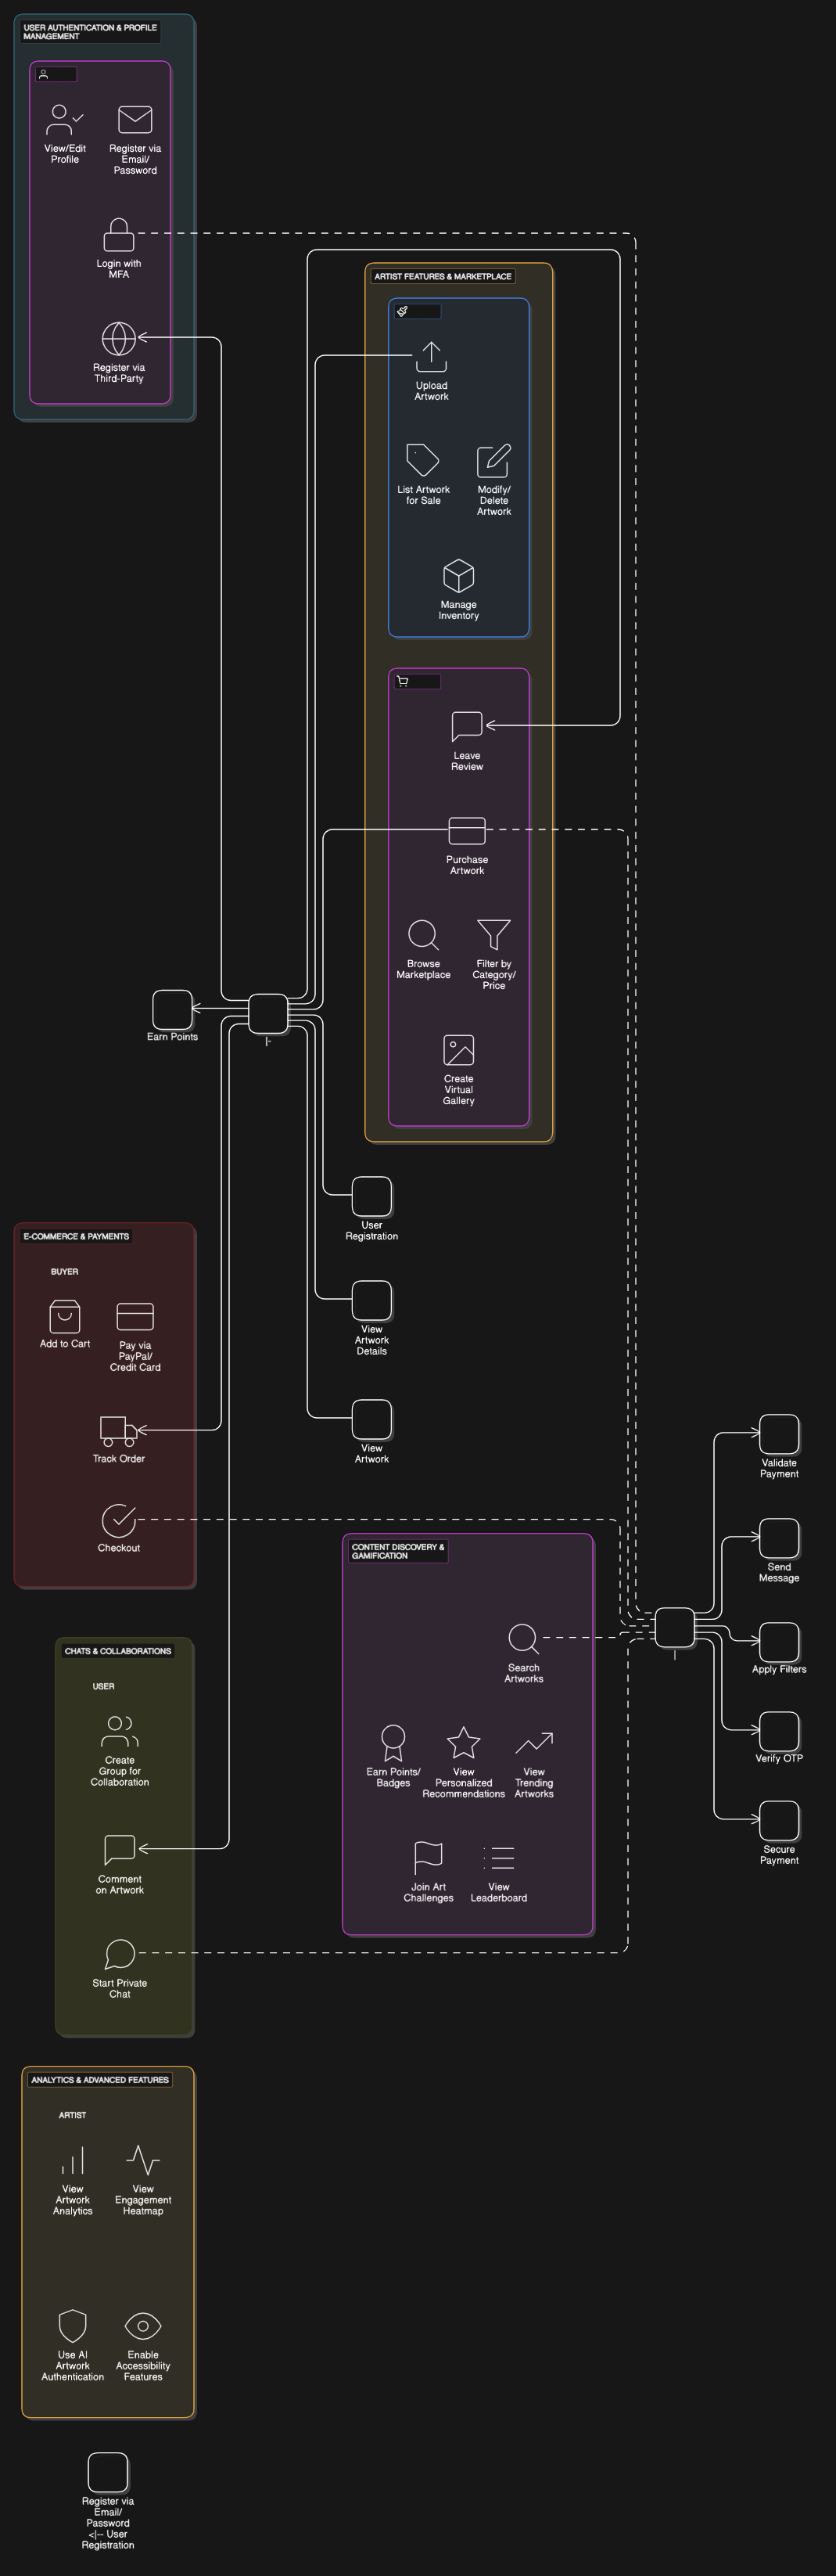 USER AUTHENTICATION & PROFILE
MANAGEMENT
View/Edit
Profile
Register via
Email/
Password
Login with
MFA
Register via
Third-Party
ARTIST FEATURES & MARKETPLACE
Upload
Artwork
List Artwork
for Sale
Modify/
Delete
Artwork
Manage
Inventory
Leave
Review
Purchase
Artwork
Browse
Marketplace
Filter by
Category/
Price
Create
Virtual
Gallery
Earn Points
|-
User
Registration
View
Artwork
Details
View
Artwork
E-COMMERCE & PAYMENTS
BUYER
Add to Cart
Pay via
PayPal/
Credit Card
Track Order
Checkout
CONTENT DISCOVERY &
GAMIFICATION
Search
Artworks
Earn Points/
Badges
View
Personalized
Recommendations
View
Trending
Artworks
Join Art
Challenges
View
Leaderboard
|
Validate
Payment
Send
Message
Apply Filters
Verify OTP
Secure
Payment
CHATS & COLLABORATIONS
USER
Create
Group for
Collaboration
Comment
on Artwork
Start Private
Chat
ANALYTICS & ADVANCED FEATURES
ARTIST
View
Artwork
Analytics
View
Engagement
Heatmap
Use AI
Artwork
Authentication
Enable
Accessibility
Features
Register via
Email/
Password
<|-- User
Registration